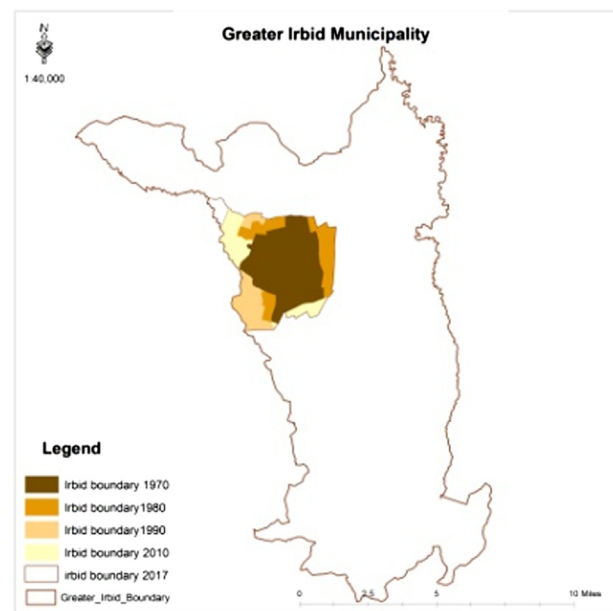 Greater Irbid Municipality
N
1:40,000
Legend
Irbid boundary 1970
Irbid boundary1980
Irbid boundary1990
Irbid boundary 2010
irbid boundary 2017
Greater_Irbid_Boundary
0 2.5 5 10 Miles